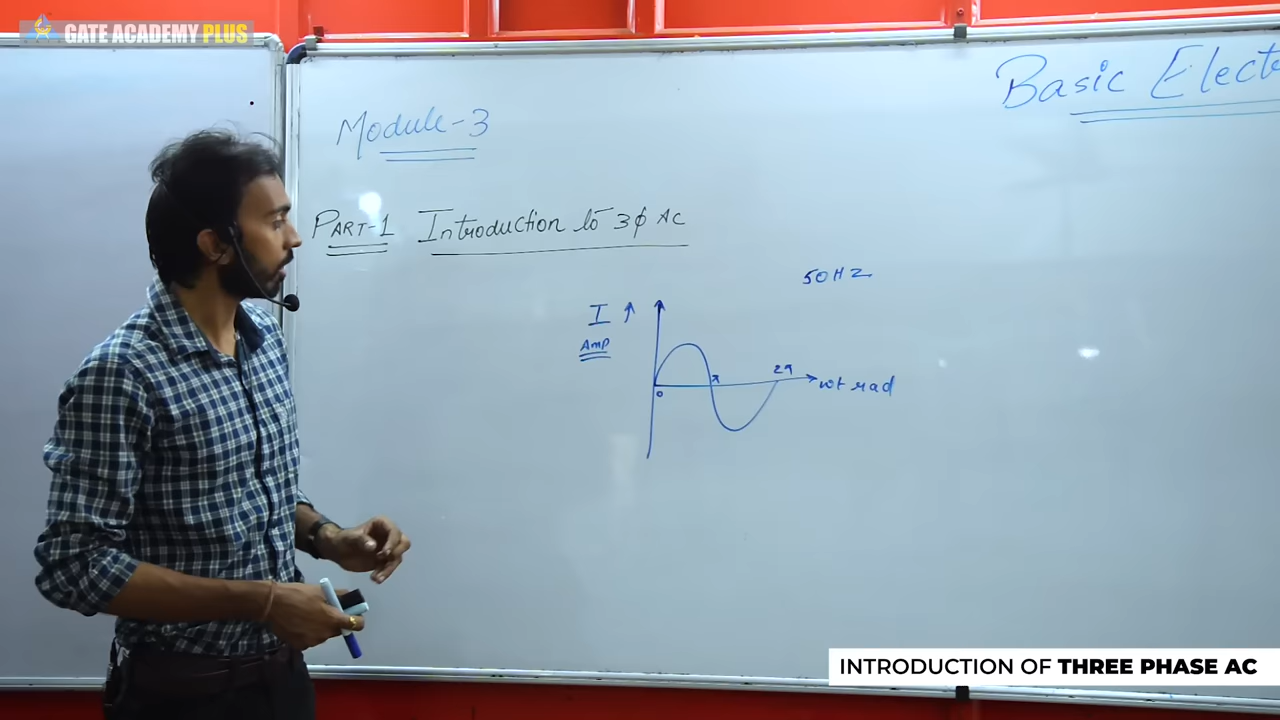 GATE ACADEMY PLUS
Basic Elect
Module-3
PART-1 Introduction to 3ϕ AC
50HZ
I ↑
Amp
0
π
2π
wt rad
INTRODUCTION OF THREE PHASE AC